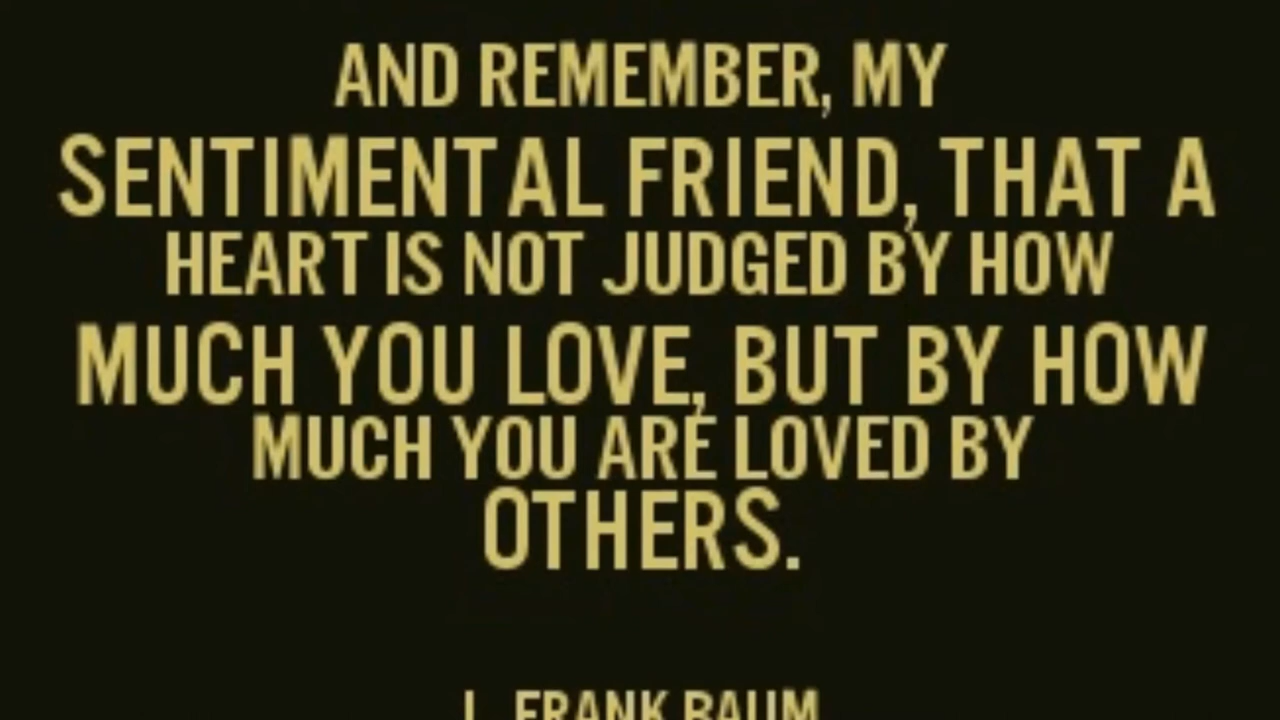 AND REMEMBER, MY
SENTIMENTAL FRIEND, THAT A
HEART IS NOT JUDGED BY HOW
MUCH YOU LOVE, BUT BY HOW
MUCH YOU ARE LOVED BY
OTHERS.
L. FRANK BAUM